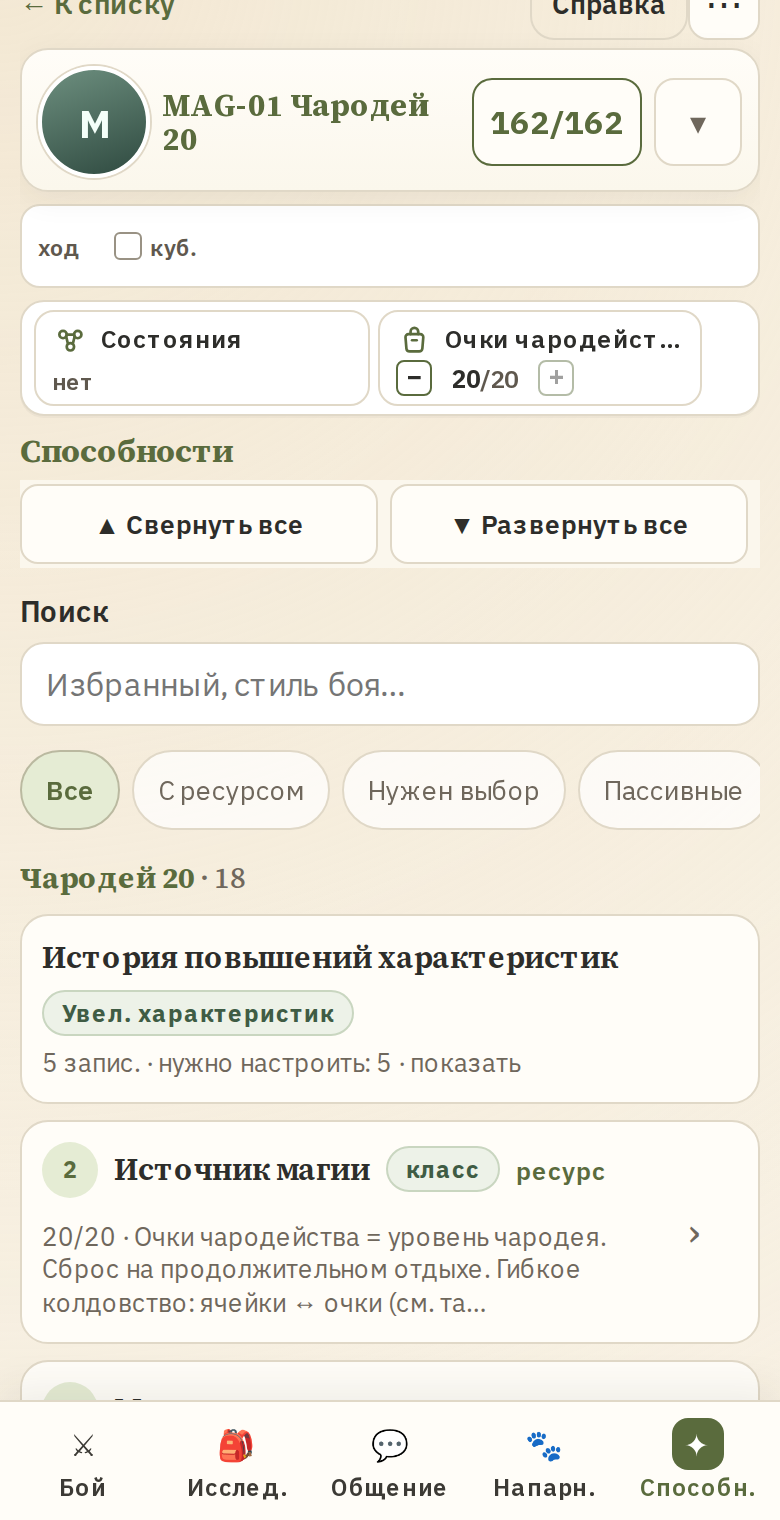 ← К списку
Справка
...
М
MAG-01 Чародей
20
162/162
▼
ход
куб.
Состояния
нет
Очки чародейст...
− 20/20 +
Способности
▲ Свернуть все
▼ Развернуть все
Поиск
Избранный, стиль боя...
Все
С ресурсом
Нужен выбор
Пассивные
Чародей 20 · 18
История повышений характеристик
Увел. характеристик
5 запис. · нужно настроить: 5 · показать
2 Источник магии класс ресурс
20/20 · Очки чародейства = уровень чародея.
Сброс на продолжительном отдыхе. Гибкое
колдовство: ячейки ↔ очки (см. та...
›
Бой
Исслед.
Общение
Напарн.
Способн.